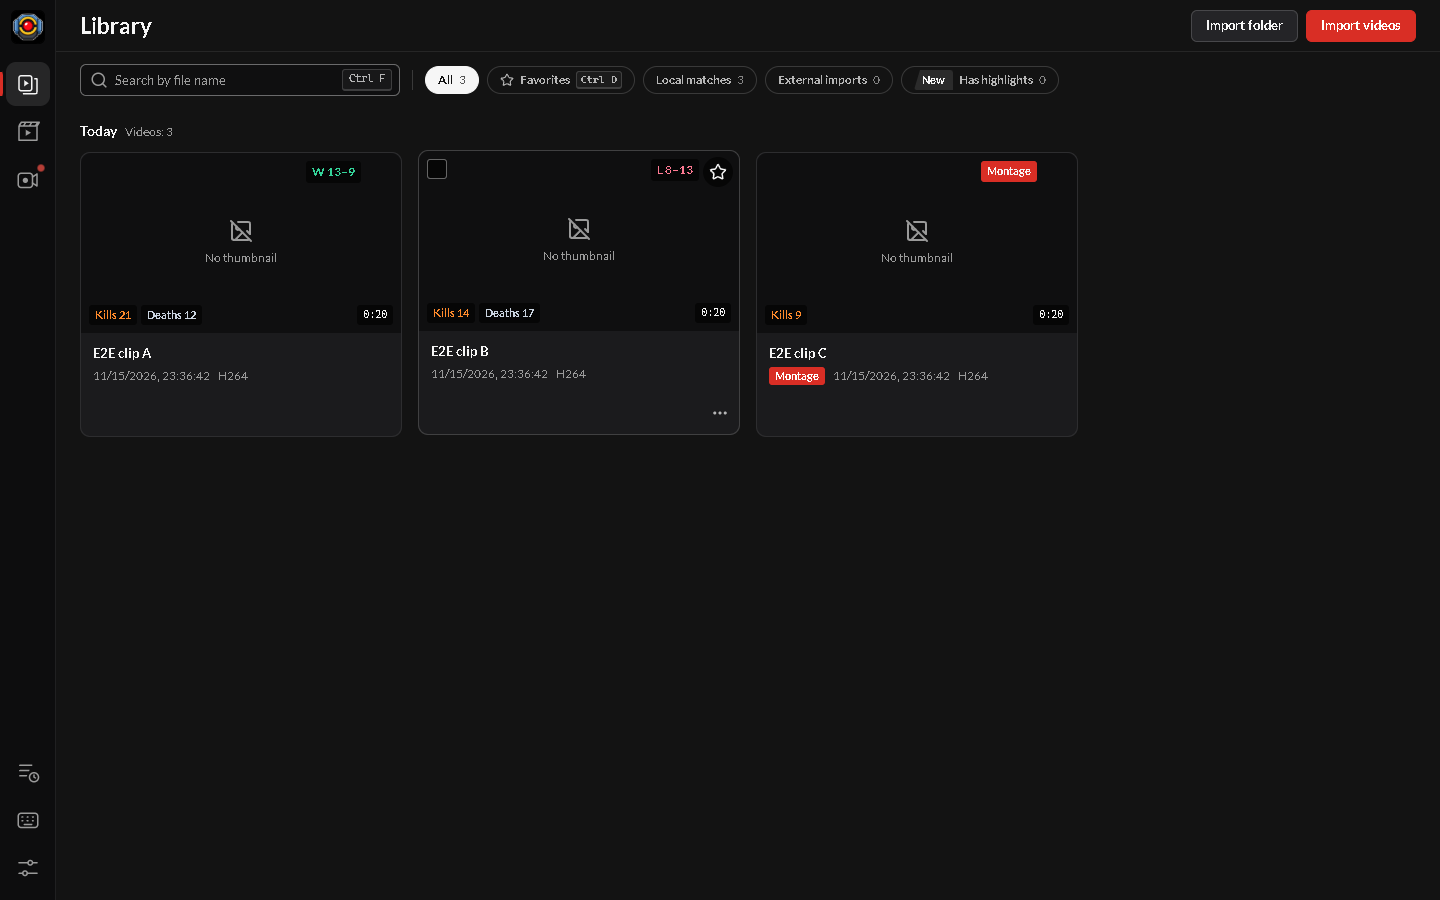 Library
Import folder
Import videos
Search by file name
Ctrl F
All 3
Favorites Ctrl D
Local matches 3
External imports 0
New Has highlights 0
Today Videos: 3
W 13–9
No thumbnail
Kills 21 Deaths 12 0:20
E2E clip A
11/15/2026, 23:36:42 H264
L 8–13
No thumbnail
Kills 14 Deaths 17 0:20
E2E clip B
11/15/2026, 23:36:42 H264
Montage
No thumbnail
Kills 9 0:20
E2E clip C
Montage 11/15/2026, 23:36:42 H264